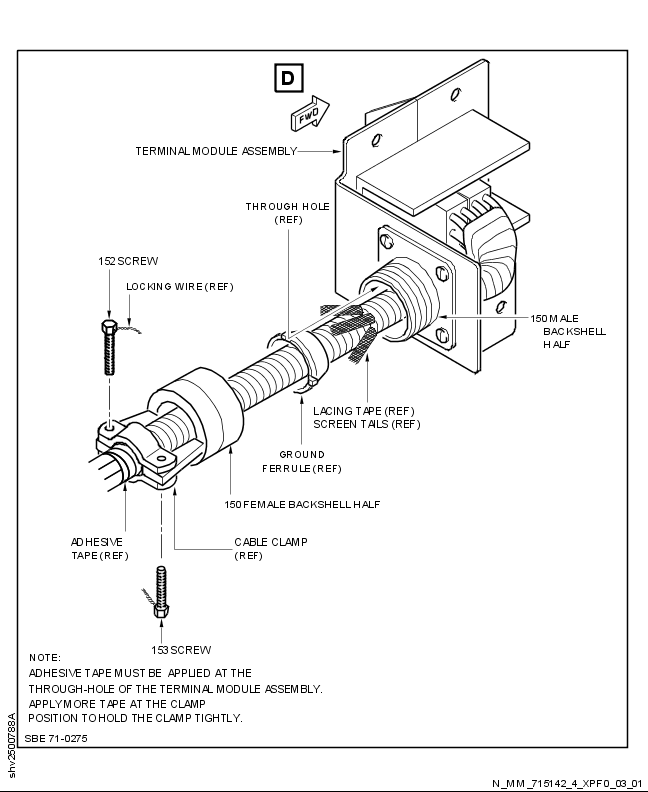 D
FWD
TERMINAL MODULE ASSEMBLY
THROUGH HOLE
(REF)
152 SCREW
LOCKING WIRE (REF)
150 MALE
BACKSHELL
HALF
LACING TAPE (REF)
SCREEN TAILS (REF)
GROUND
FERRULE (REF)
150 FEMALE BACKSHELL HALF
ADHESIVE
TAPE (REF)
CABLE CLAMP
(REF)
153 SCREW
NOTE:
ADHESIVE TAPE MUST BE APPLIED AT THE
THROUGH-HOLE OF THE TERMINAL MODULE ASSEMBLY.
APPLY MORE TAPE AT THE CLAMP
POSITION TO HOLD THE CLAMP TIGHTLY.
SBE 71-0275
shv2500788A
N_MM_715142_4_XPF0_03_01